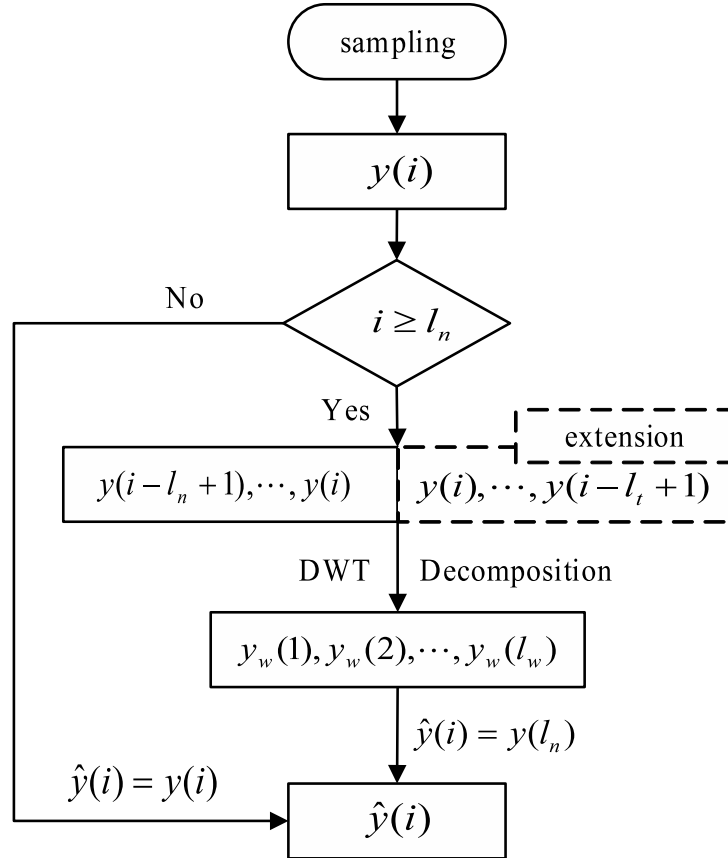 sampling
y(i)
i ≥ l_n
No
Yes
extension
y(i−l_n+1),⋯,y(i)
y(i),⋯,y(i−l_t+1)
DWT Decomposition
y_w(1), y_w(2),⋯, y_w(l_w)
ŷ(i) = y(l_n)
ŷ(i) = y(i)
ŷ(i)